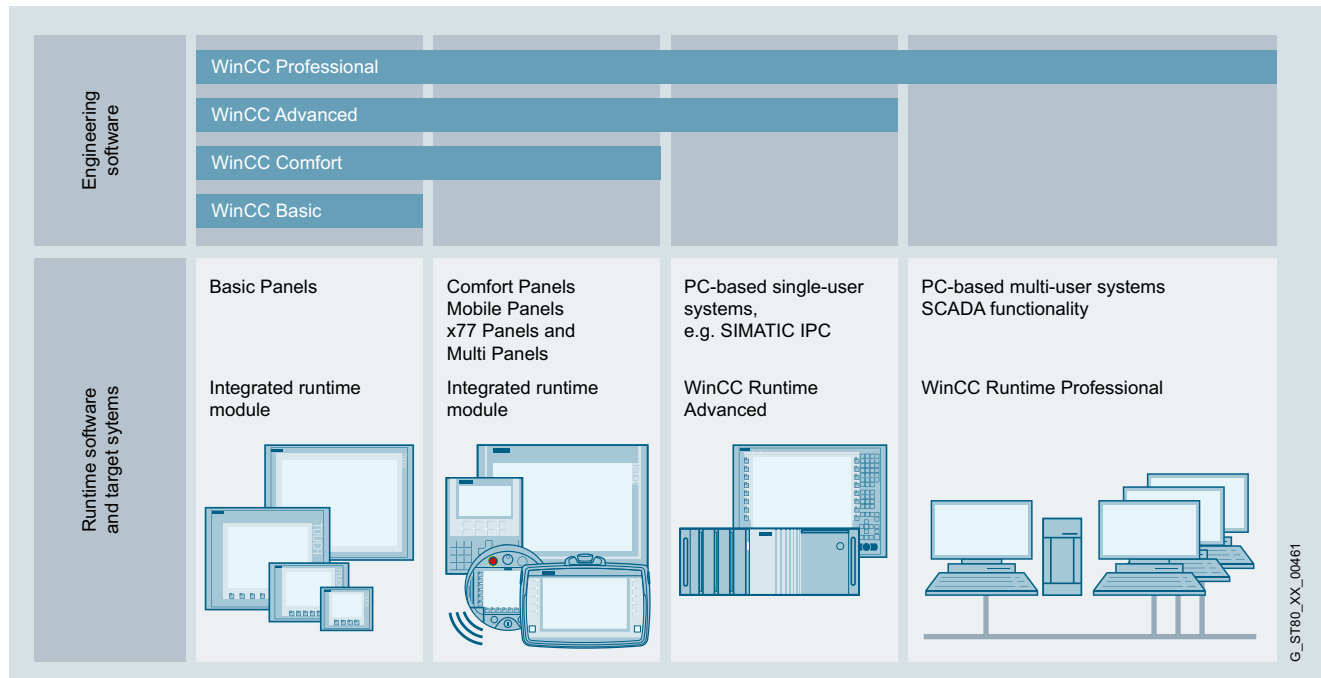 Engineering
software
WinCC Professional
WinCC Advanced
WinCC Comfort
WinCC Basic
Runtime software
and target sytems
Basic Panels
Integrated runtime
module
Comfort Panels
Mobile Panels
x77 Panels and
Multi Panels
Integrated runtime
module
PC-based single-user
systems,
e.g. SIMATIC IPC
WinCC Runtime
Advanced
PC-based multi-user systems
SCADA functionality
WinCC Runtime Professional
TOUCH
G_ST80_XX_00461